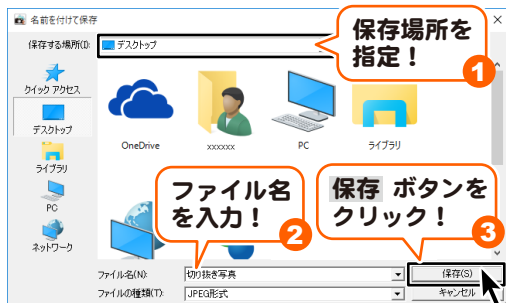 名前を付けて保存
保存する場所(I):
デスクトップ
保存場所を
指定！
1
クイック アクセス
デスクトップ
ライブラリ
PC
ネットワーク
OneDrive
xxxxxx
PC
ライブラリ
ファイル名
を入力！
2
保存 ボタンを
クリック！
3
ファイル名(N):
切り抜き写真
保存(S)
ファイルの種類(T):
JPEG形式
キャンセル